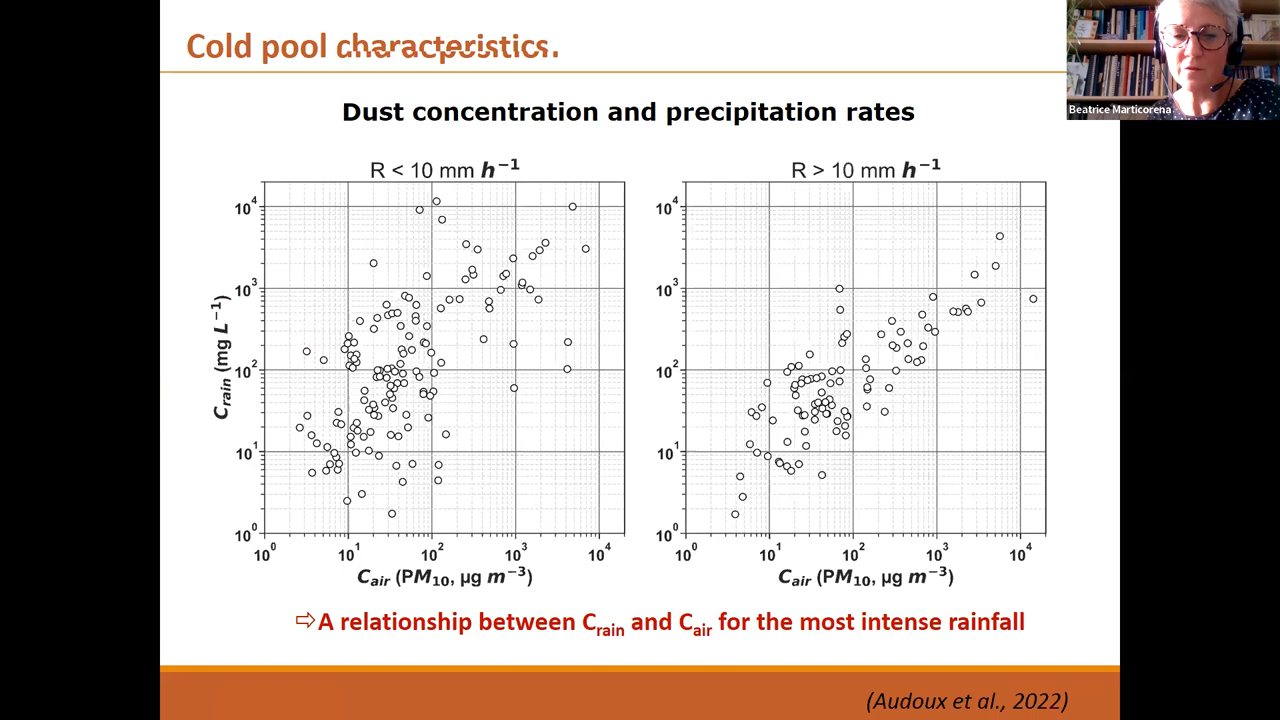 Cold pool characteristics.
Beatrice Marticorena
Dust concentration and precipitation rates
R < 10 mm h⁻¹
R > 10 mm h⁻¹
10⁴
10³
10²
10¹
10⁰
C_rain (mg L⁻¹)
10⁰ 10¹ 10² 10³ 10⁴
C_air (PM₁₀, µg m⁻³)
10⁴
10³
10²
10¹
10⁰
10⁰ 10¹ 10² 10³ 10⁴
C_air (PM₁₀, µg m⁻³)
⇨A relationship between C_rain and C_air for the most intense rainfall
(Audoux et al., 2022)